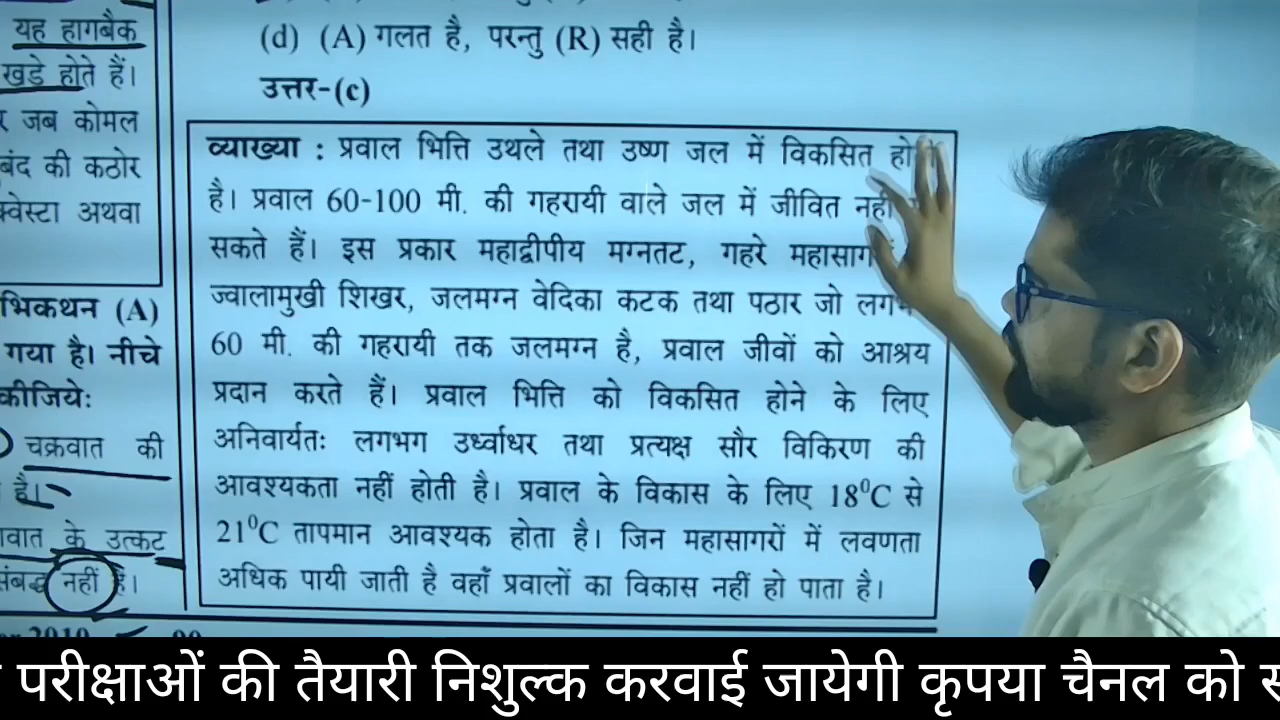 यह हागबैक
खडे होते हैं।
जब कोमल
बंद की कठोर
क्वेस्टा अथवा
भिकथन (A)
गया है। नीचे
कीजिये:
चक्रवात की
है।
के उत्कट
संबद्ध नहीं है।
2010
(d) (A) गलत है, परन्तु (R) सही है।
उत्तर-(c)
व्याख्या : प्रवाल भित्ति उथले तथा उष्ण जल में विकसित
है। प्रवाल 60-100 मी. की गहरायी वाले जल में जीवित नहीं
सकते हैं। इस प्रकार महाद्वीपीय मग्नतट, गहरे
ज्वालामुखी शिखर, जलमग्न वेदिका कटक तथा पठार जो
60 मी. की गहरायी तक जलमग्न है, प्रवाल जीवों को आश्रय
प्रदान करते हैं। प्रवाल भित्ति को विकसित होने के लिए
अनिवार्यतः लगभग उर्ध्वाधर तथा प्रत्यक्ष सौर विकिरण की
आवश्यकता नहीं होती है। प्रवाल के विकास के लिए 18⁰C से
21⁰C तापमान आवश्यक होता है। जिन महासागरों में लवणता
अधिक पायी जाती है वहाँ प्रवालों का विकास नहीं हो पाता है।
परीक्षाओं की तैयारी निशुल्क करवाई जायेगी कृपया चैनल को